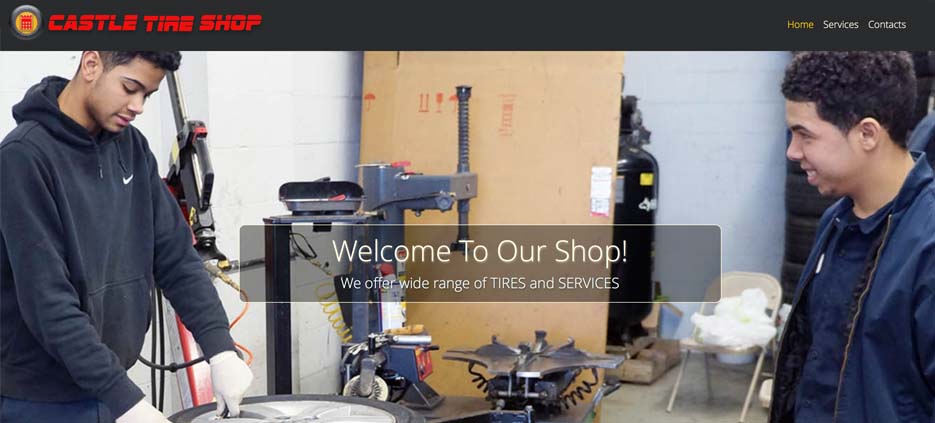 CASTLE TIRE SHOP
Home Services Contacts
Welcome To Our Shop!
We offer wide range of TIRES and SERVICES